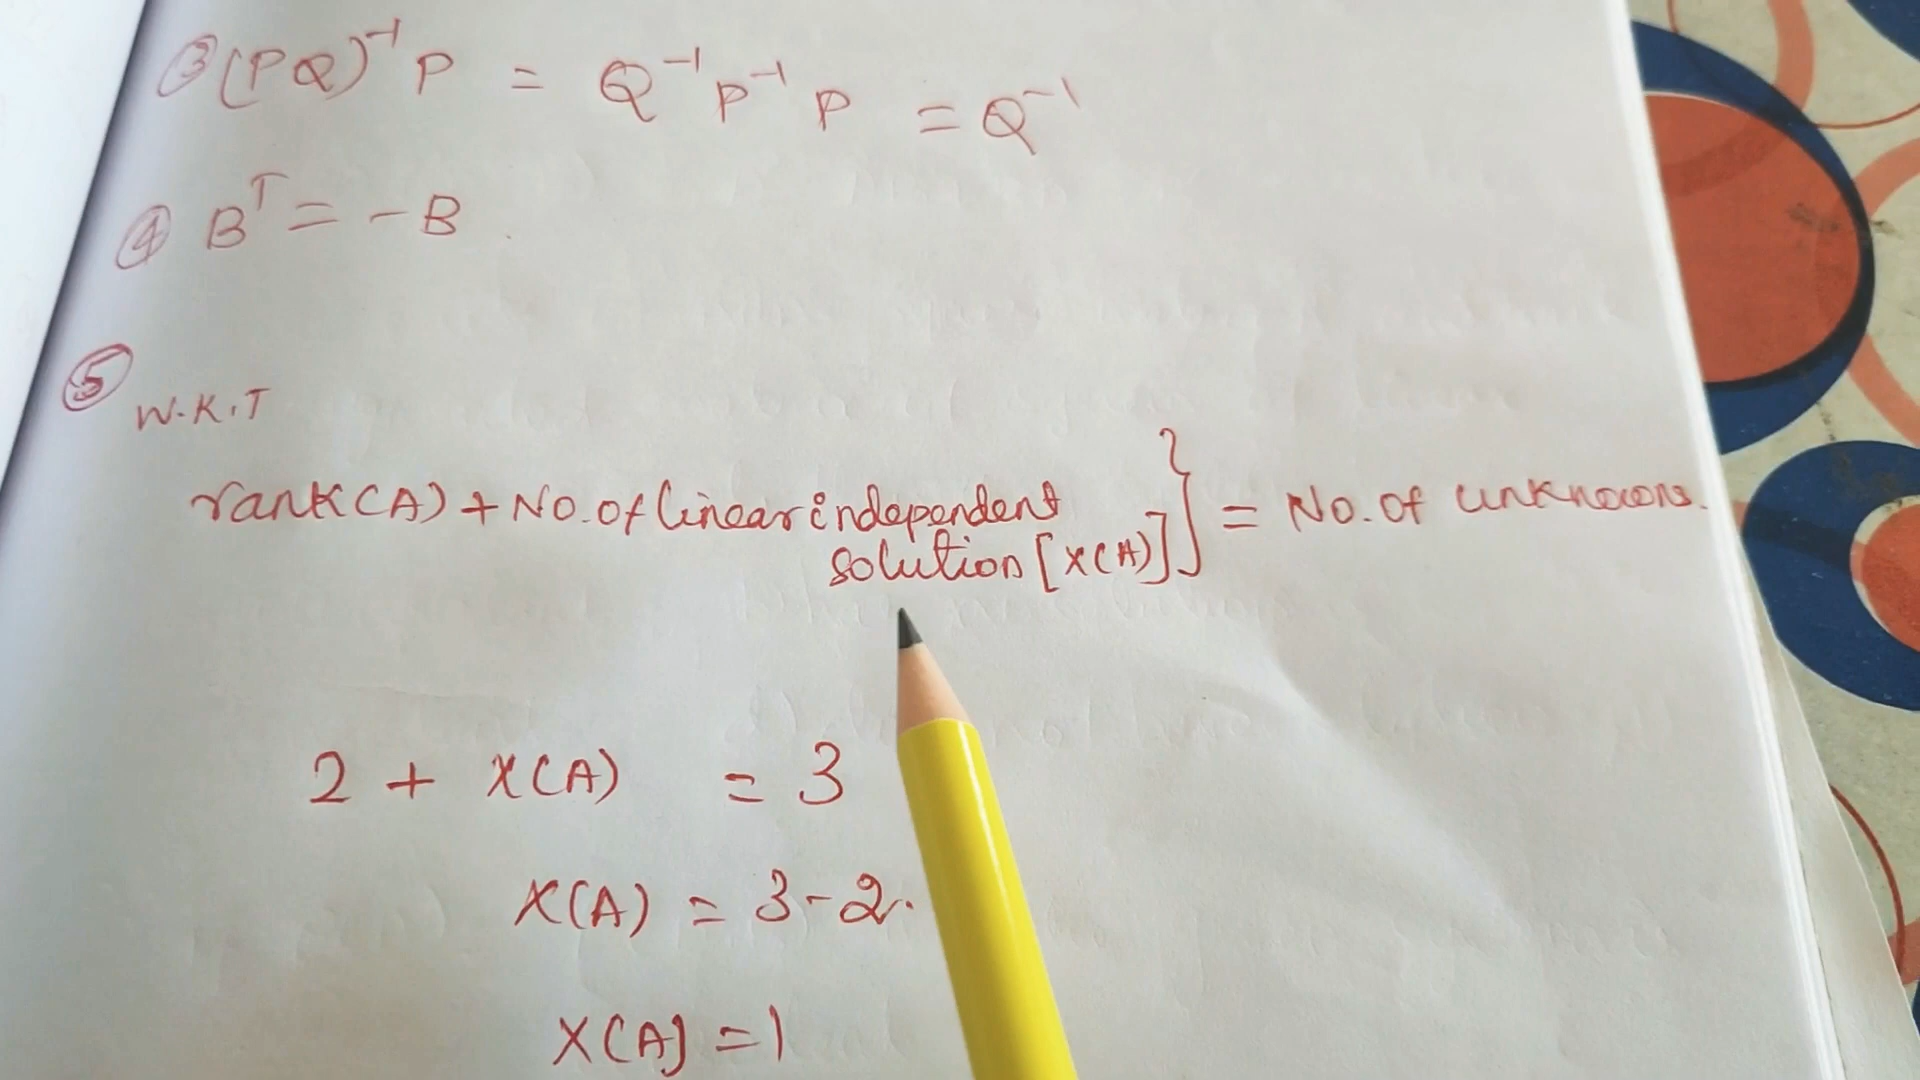 ③ (PQ)⁻¹ P = Q⁻¹ P⁻¹ P = Q⁻¹
④ Bᵀ = -B
⑤
W.K.T
rank(A) + No. of linear independent
solution [X(A)] } = No. of unknowns.
2 + X(A) = 3
X(A) = 3-2.
X(A) = 1